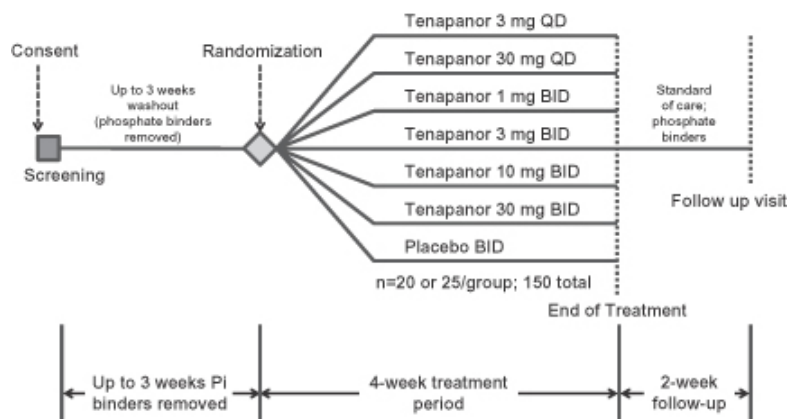 Consent
Randomization
Up to 3 weeks
washout
(phosphate binders
removed)
Screening
Tenapanor 3 mg QD
Tenapanor 30 mg QD
Tenapanor 1 mg BID
Tenapanor 3 mg BID
Tenapanor 10 mg BID
Tenapanor 30 mg BID
Placebo BID
n=20 or 25/group; 150 total
Standard
of care;
phosphate
binders
Follow up visit
End of Treatment
Up to 3 weeks Pi
binders removed
4-week treatment
period
2-week
follow-up